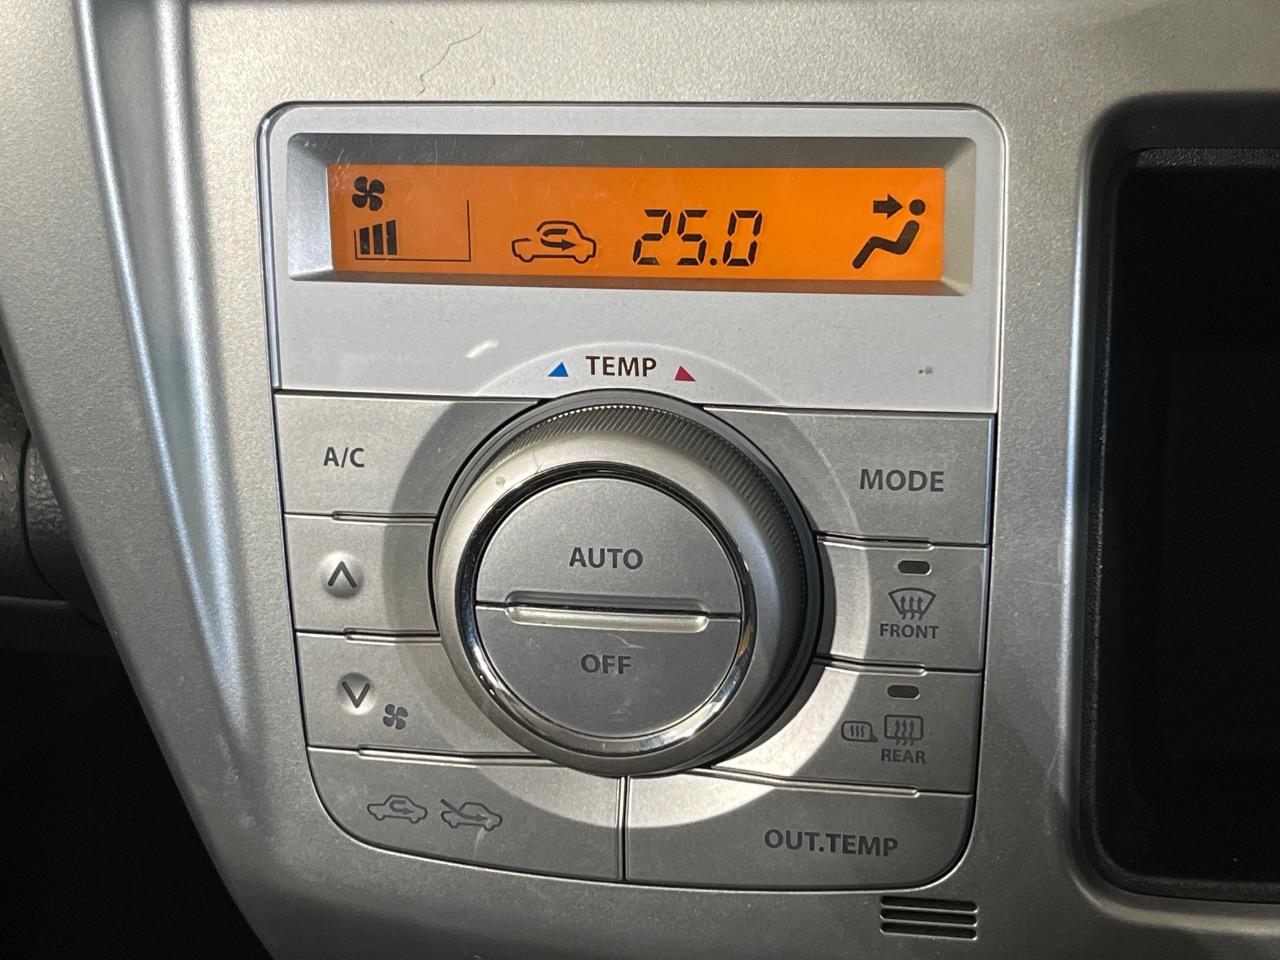 25.0
TEMP
A/C
MODE
AUTO
FRONT
OFF
REAR
OUT.TEMP